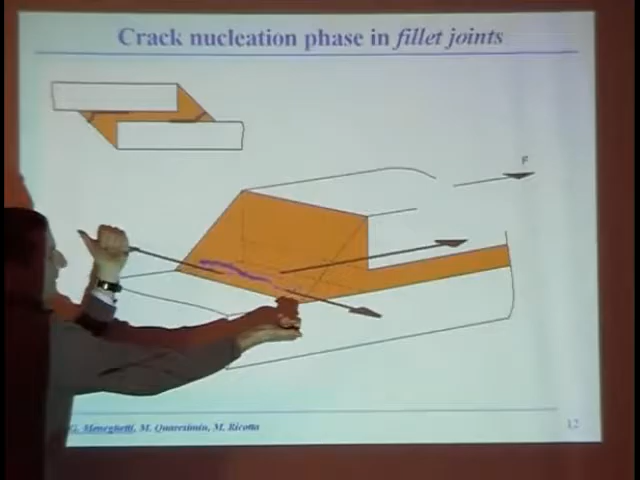 Crack nucleation phase in fillet joints
F
G. Meneghetti, M. Quaresimin, M. Ricotta
12